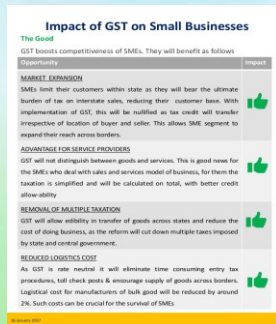 Impact of GST on Small Businesses
The Good
GST boosts competitiveness of SMEs. They will benefit as follows
Opportunity Impact
MARKET EXPANSION
SMEs limit their customers within state as they will bear the ultimate
burden of tax on interstate sales, reducing their customer base. With
implementation of GST, this will be nullified as tax credit will transfer
irrespective of location of buyer and seller. This allows SME segment to
expand their reach across borders.
ADVANTAGE FOR SERVICE PROVIDERS
GST will not distinguish between goods and services. This is good news for
the SMEs who deal with sales and services model of business, for them the
taxation is simplified and will be calculated on total, with better credit
allow-ability
REMOVAL OF MULTIPLE TAXATION
GST will allow edibility in transfer of goods across states and reduce the
cost of doing business, as the reform will cut down multiple taxes imposed
by state and central government.
REDUCED LOGISTICS COST
As GST is rate neutral it will eliminate time consuming entry tax
procedures, toll check posts & encourage supply of goods across borders.
Logistical cost for manufacturers of bulk good will be reduced by around
2%. Such costs can be crucial for the survival of SMEs